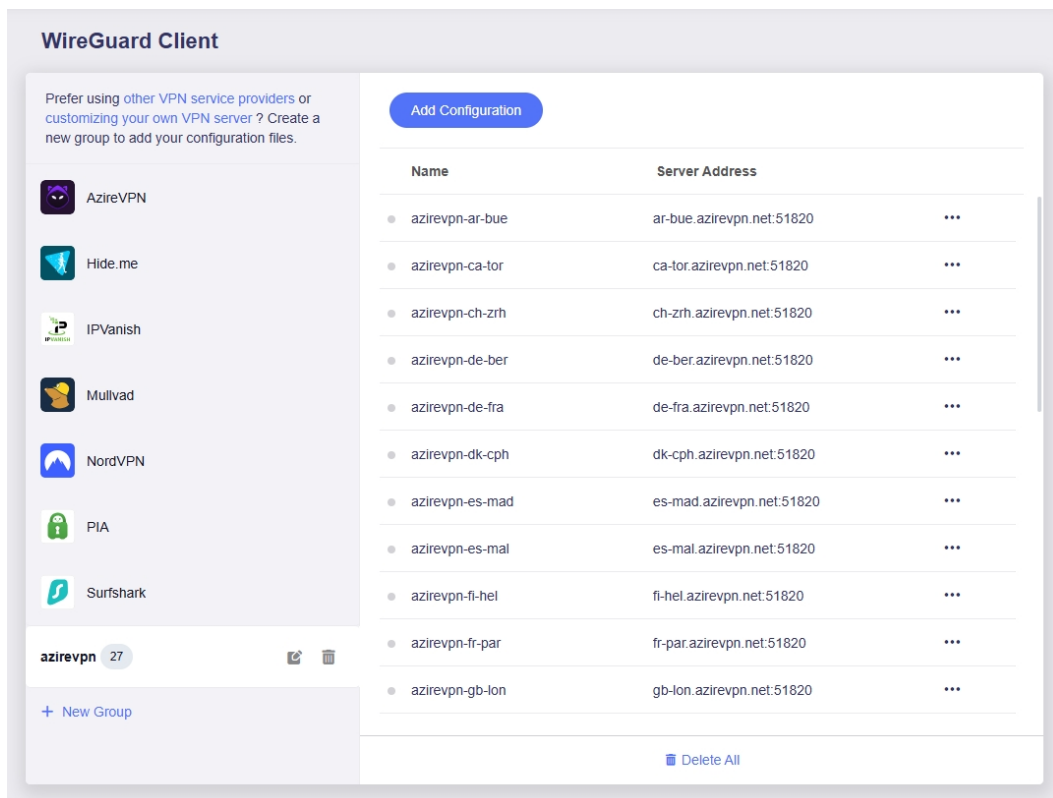 WireGuard Client
Prefer using other VPN service providers or
customizing your own VPN server ? Create a
new group to add your configuration files.
AzireVPN
Hide.me
IPVanish
IPVANISH
Mullvad
NordVPN
PIA
Surfshark
azirevpn 27
+ New Group
Add Configuration
Name Server Address
azirevpn-ar-bue ar-bue.azirevpn.net:51820 •••
azirevpn-ca-tor ca-tor.azirevpn.net:51820 •••
azirevpn-ch-zrh ch-zrh.azirevpn.net:51820 •••
azirevpn-de-ber de-ber.azirevpn.net:51820 •••
azirevpn-de-fra de-fra.azirevpn.net:51820 •••
azirevpn-dk-cph dk-cph.azirevpn.net:51820 •••
azirevpn-es-mad es-mad.azirevpn.net:51820 •••
azirevpn-es-mal es-mal.azirevpn.net:51820 •••
azirevpn-fi-hel fi-hel.azirevpn.net:51820 •••
azirevpn-fr-par fr-par.azirevpn.net:51820 •••
azirevpn-gb-lon gb-lon.azirevpn.net:51820 •••
Delete All